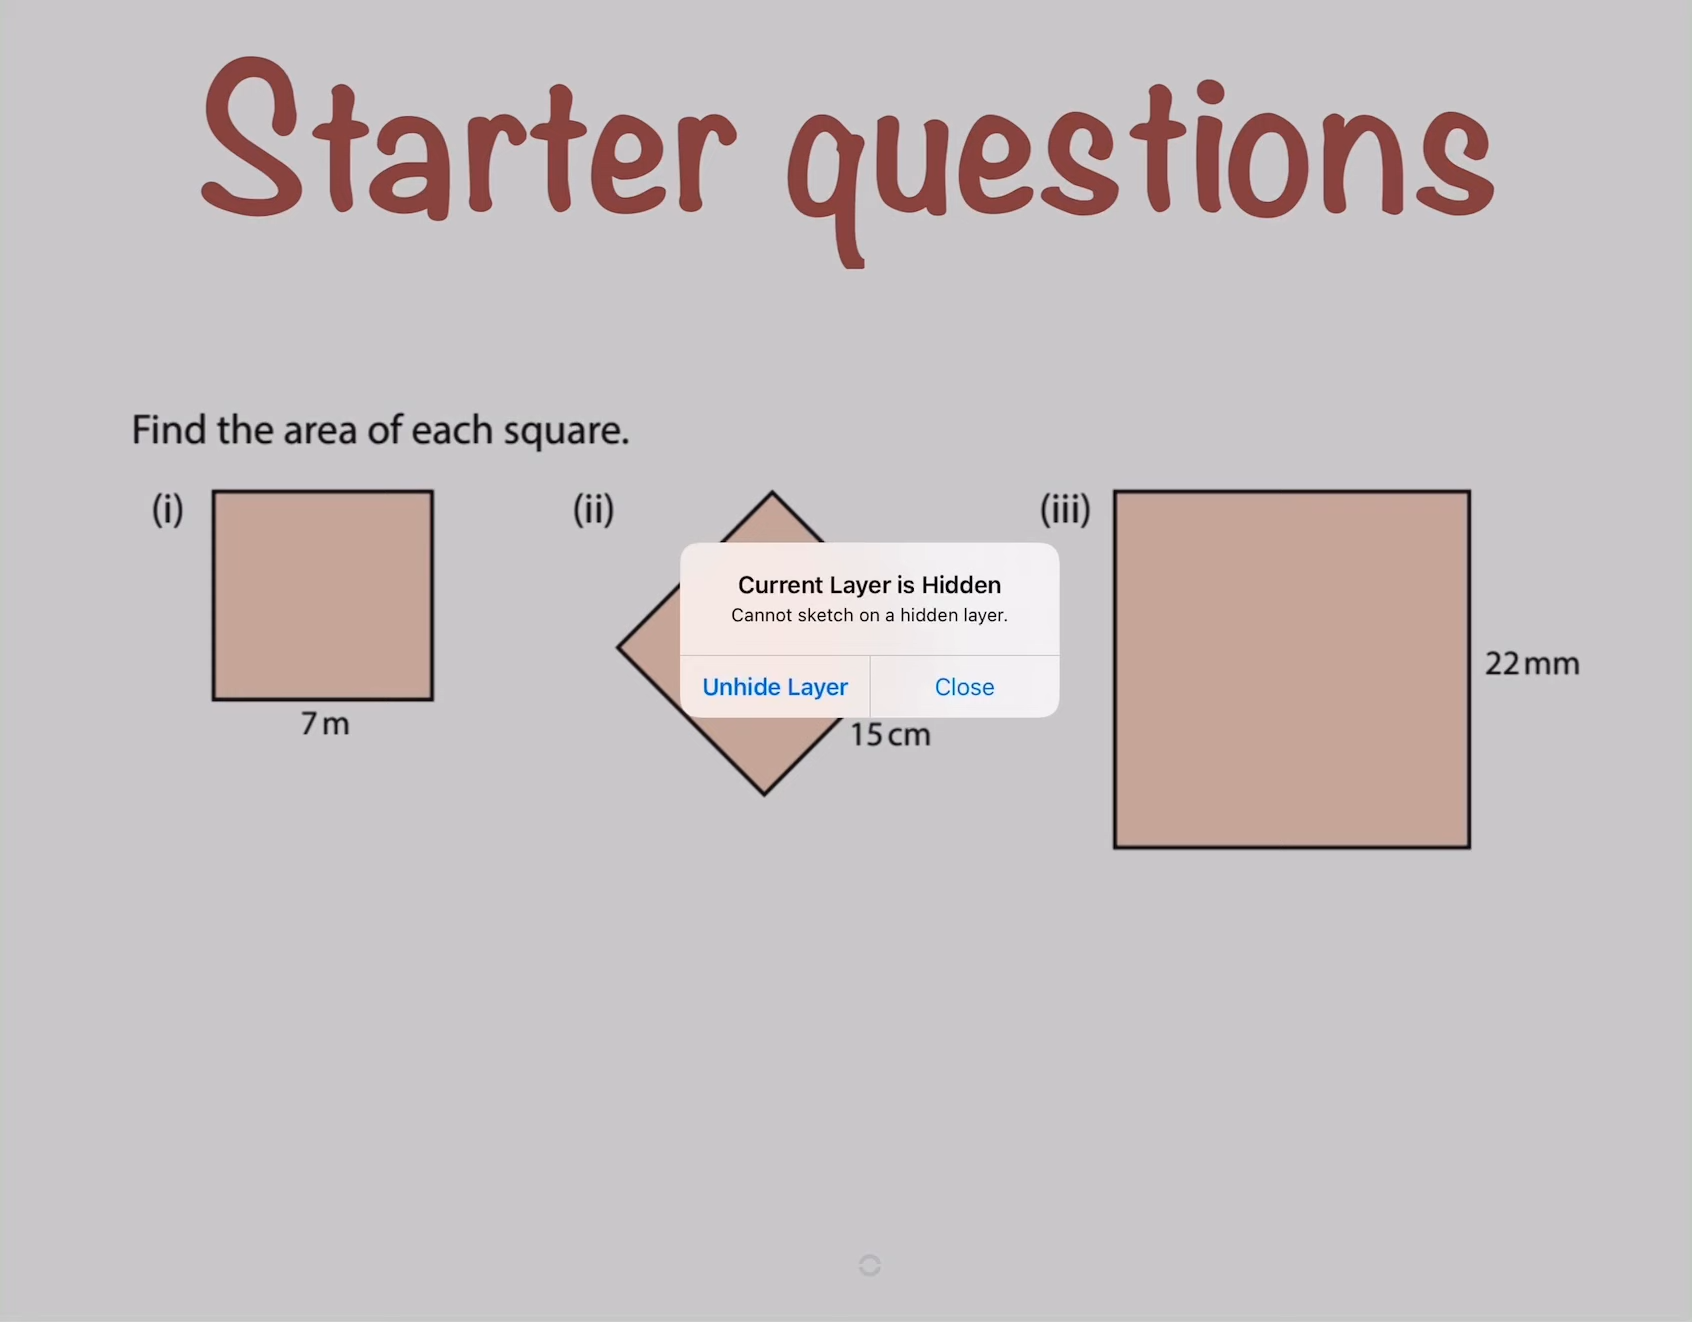 Starter questions
Find the area of each square.
(i)
(ii)
(iii)
Current Layer is Hidden
Cannot sketch on a hidden layer.
Unhide Layer
Close
22 mm
7 m
15 cm